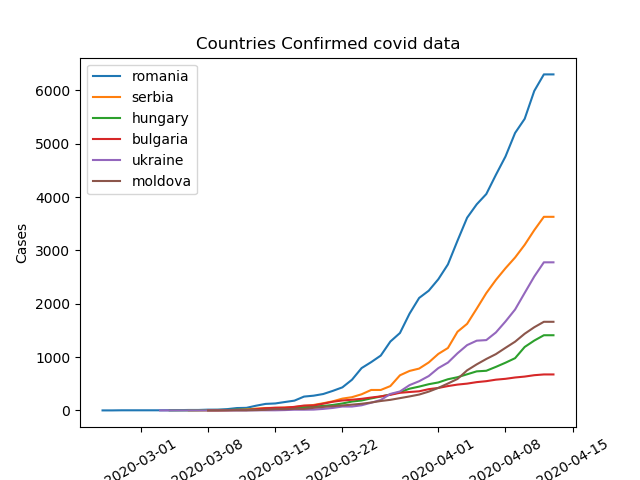 Countries Confirmed covid data
romania
serbia
hungary
bulgaria
ukraine
moldova
Cases
6000
5000
4000
3000
2000
1000
0
2020-03-01
2020-03-08
2020-03-15
2020-03-22
2020-04-01
2020-04-08
2020-04-15